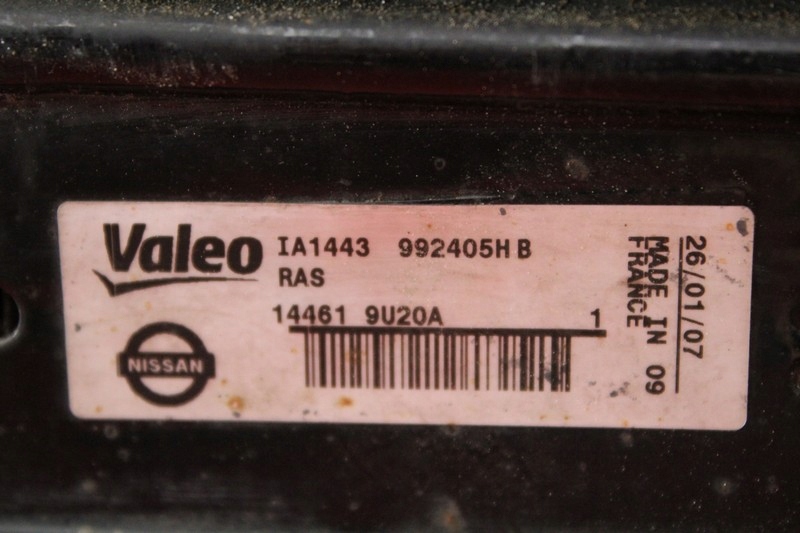 Valeo
IA1443 992405H B
RAS
14461 9U20A 1
NISSAN
26/01/07
MADE IN 09
FRANCE